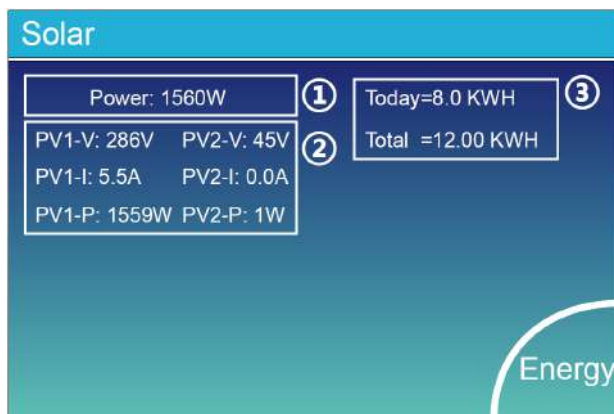 Solar
Power: 1560W
①
PV1-V: 286V PV2-V: 45V
②
PV1-I: 5.5A PV2-I: 0.0A
PV1-P: 1559W PV2-P: 1W
Today=8.0 KWH
③
Total =12.00 KWH
Energy